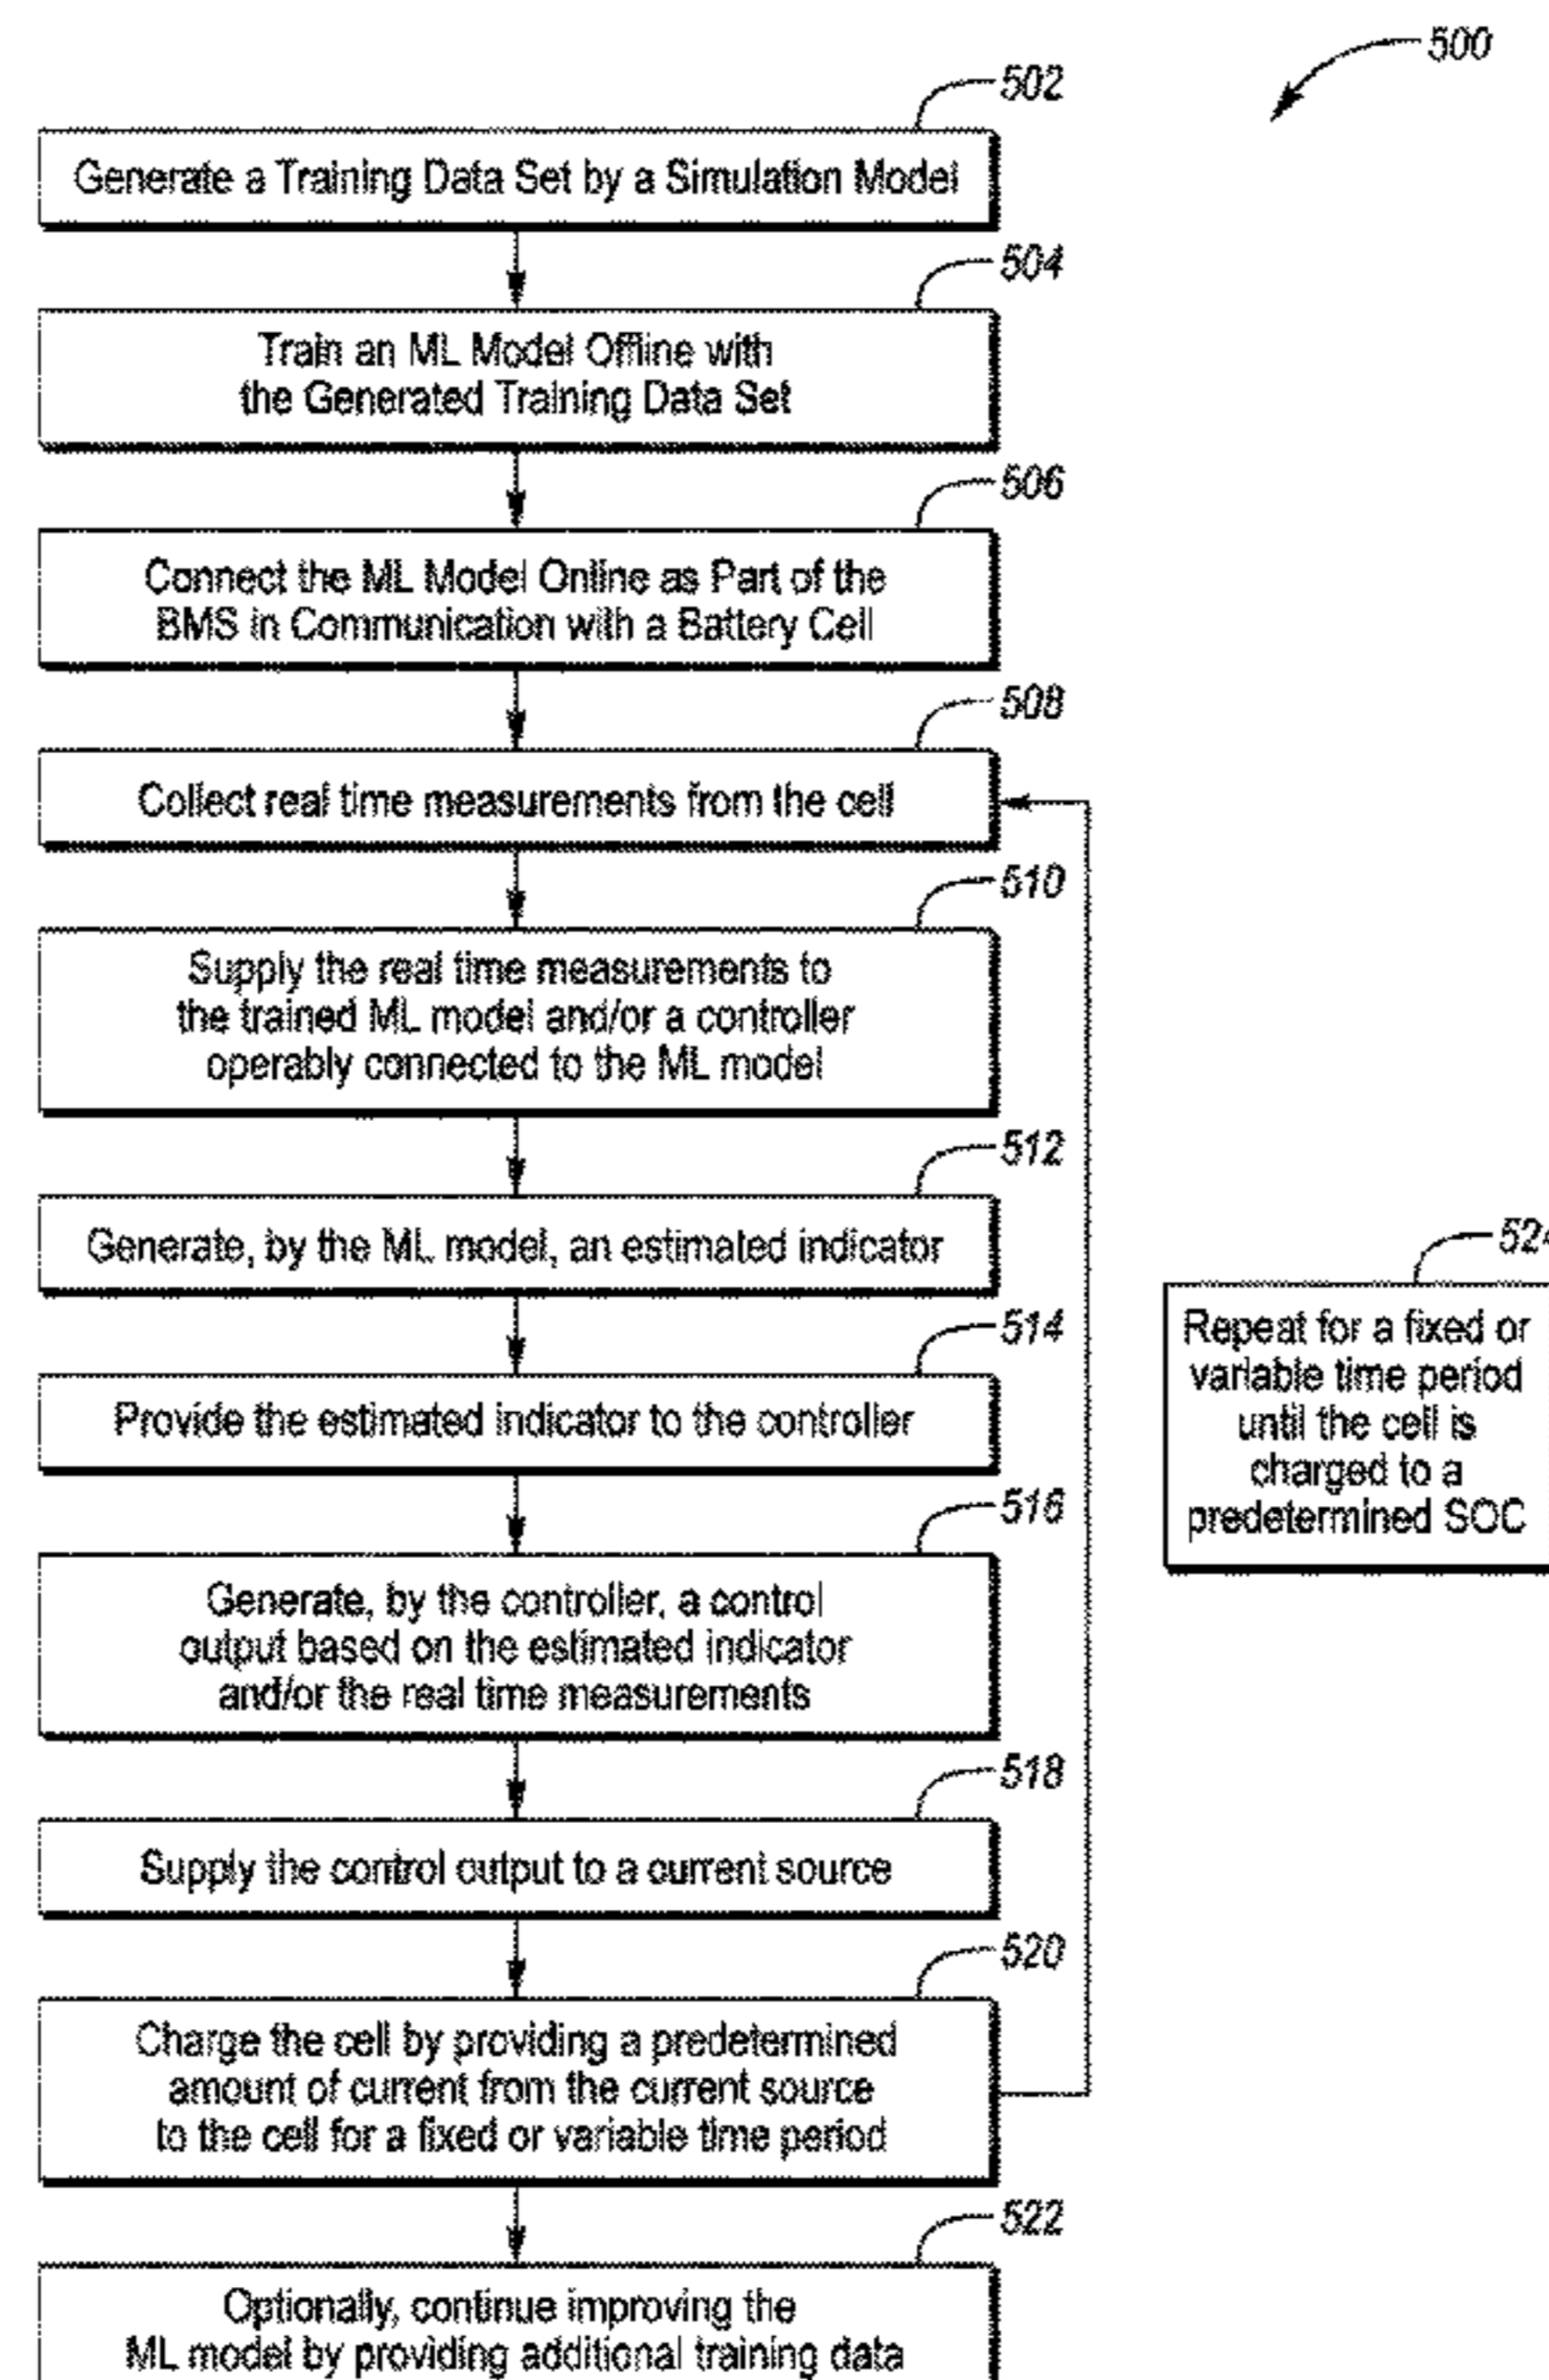 500
502
Generate a Training Data Set by a Simulation Model
504
Train an ML Model Offline with
the Generated Training Data Set
506
Connect the ML Model Online as Part of the
BMS in Communication with a Battery Cell
508
Collect real time measurements from the cell
510
Supply the real time measurements to
the trained ML model and/or a controller
operably connected to the ML model
512
Generate, by the ML model, an estimated indicator
514
Provide the estimated indicator to the controller
516
Generate, by the controller, a control
output based on the estimated indicator
and/or the real time measurements
518
Supply the control output to a current source
520
Charge the cell by providing a predetermined
amount of current from the current source
to the cell for a fixed or variable time period
522
Optionally, continue improving the
ML model by providing additional training data
524
Repeat for a fixed or
variable time period
until the cell is
charged to a
predetermined SOC